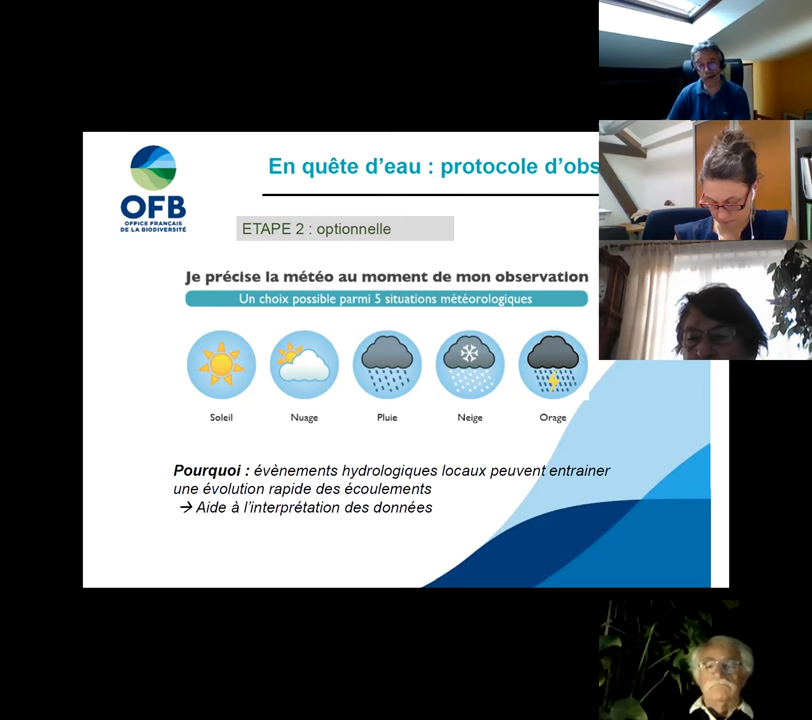 En quête d'eau : protocole d'obs
OFB
OFFICE FRANÇAIS
DE LA BIODIVERSITÉ
ETAPE 2 : optionnelle
Je précise la météo au moment de mon observation
Un choix possible parmi 5 situations météorologiques
Soleil Nuage Pluie Neige Orage
Pourquoi : évènements hydrologiques locaux peuvent entrainer
une évolution rapide des écoulements
→ Aide à l'interprétation des données